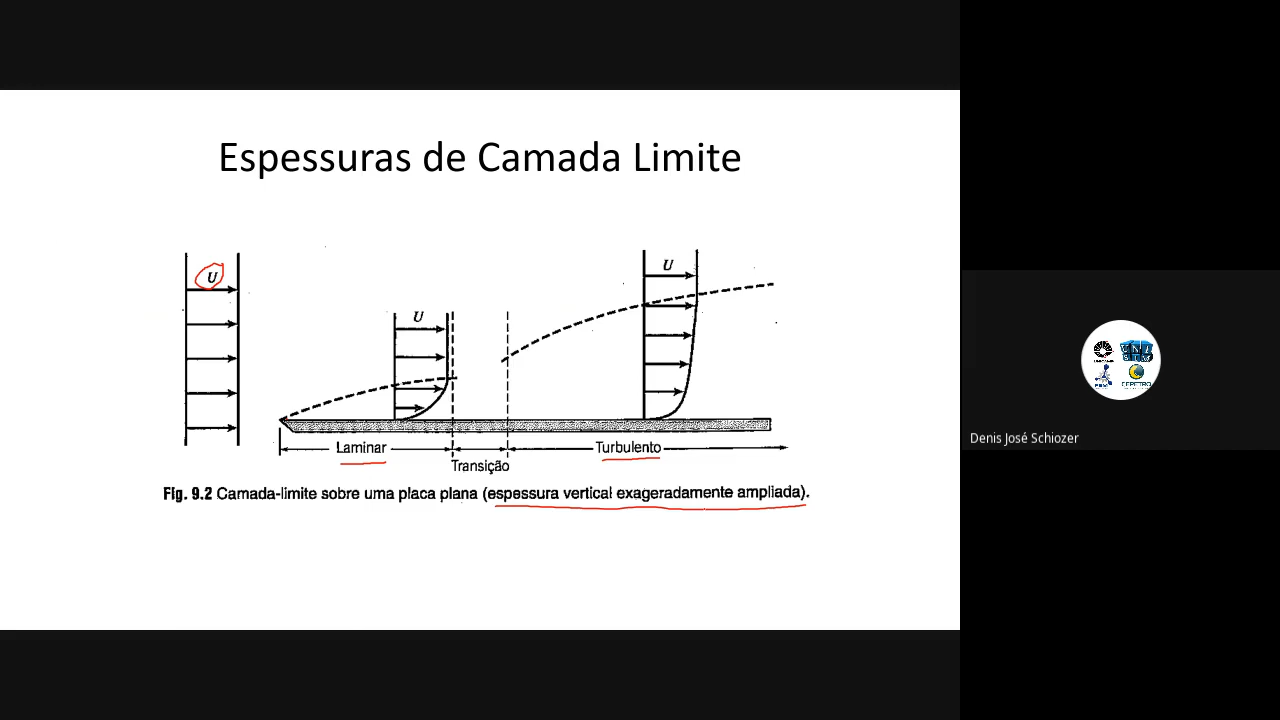 Espessuras de Camada Limite
U
U
U
Laminar
Transição
Turbulento
Fig. 9.2 Camada-limite sobre uma placa plana (espessura vertical exageradamente ampliada).
Denis José Schiozer